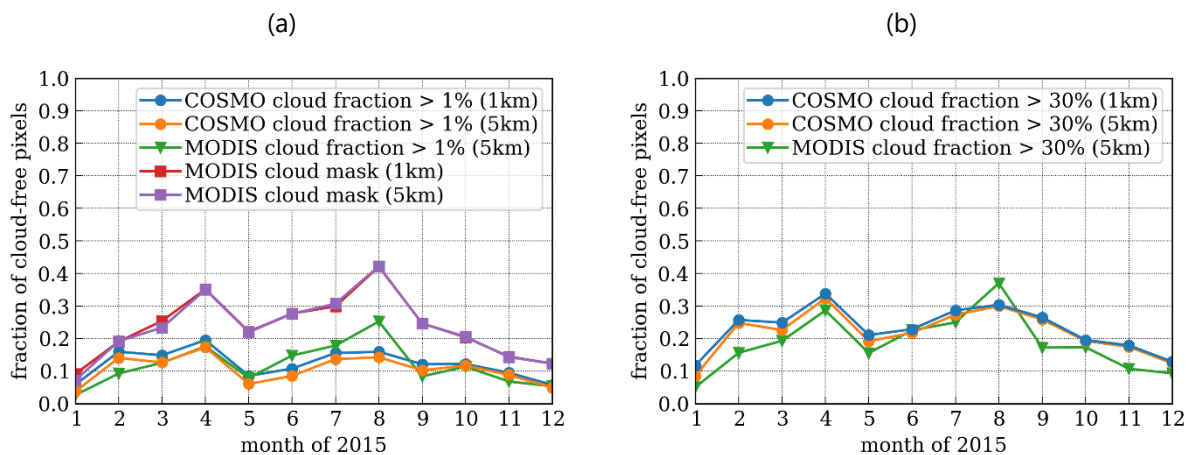 (a)
1.0
0.9
0.8
0.7
0.6
0.5
0.4
0.3
0.2
0.1
0.0
fraction of cloud-free pixels
COSMO cloud fraction > 1% (1km)
COSMO cloud fraction > 1% (5km)
MODIS cloud fraction > 1% (5km)
MODIS cloud mask (1km)
MODIS cloud mask (5km)
1 2 3 4 5 6 7 8 9 10 11 12
month of 2015
(b)
1.0
0.9
0.8
0.7
0.6
0.5
0.4
0.3
0.2
0.1
0.0
fraction of cloud-free pixels
COSMO cloud fraction > 30% (1km)
COSMO cloud fraction > 30% (5km)
MODIS cloud fraction > 30% (5km)
1 2 3 4 5 6 7 8 9 10 11 12
month of 2015